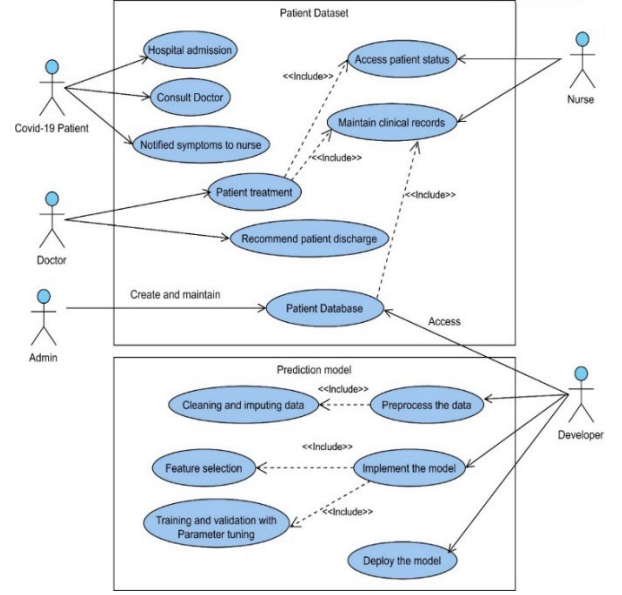 Patient Dataset
Hospital admission
Access patient status
<<Include>>
Covid-19 Patient
Consult Doctor
Nurse
Maintain clinical records
Notified symptoms to nurse
<<Include>>
Patient treatment
<<Include>>
Recommend patient discharge
Doctor
Create and maintain
Patient Database
Access
Admin
Prediction model
<<Include>>
Cleaning and imputing data
Preprocess the data
Developer
<<Include>>
Feature selection
Implement the model
<<Include>>
Training and validation with
Parameter tuning
Deploy the model